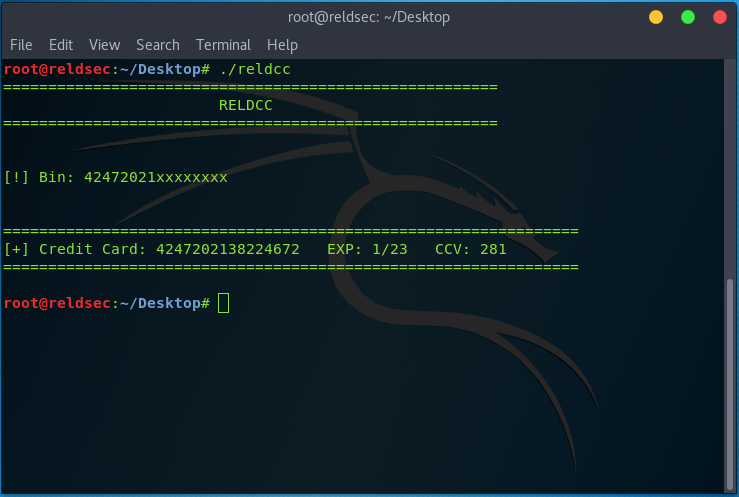 root@reldsec: ~/Desktop
File Edit View Search Terminal Help
root@reldsec:~/Desktop# ./reldcc
=======================================================
RELDCC
=======================================================
[!] Bin: 42472021xxxxxxxx
================================================================
[+] Credit Card: 4247202138224672   EXP: 1/23   CCV: 281
================================================================
root@reldsec:~/Desktop#